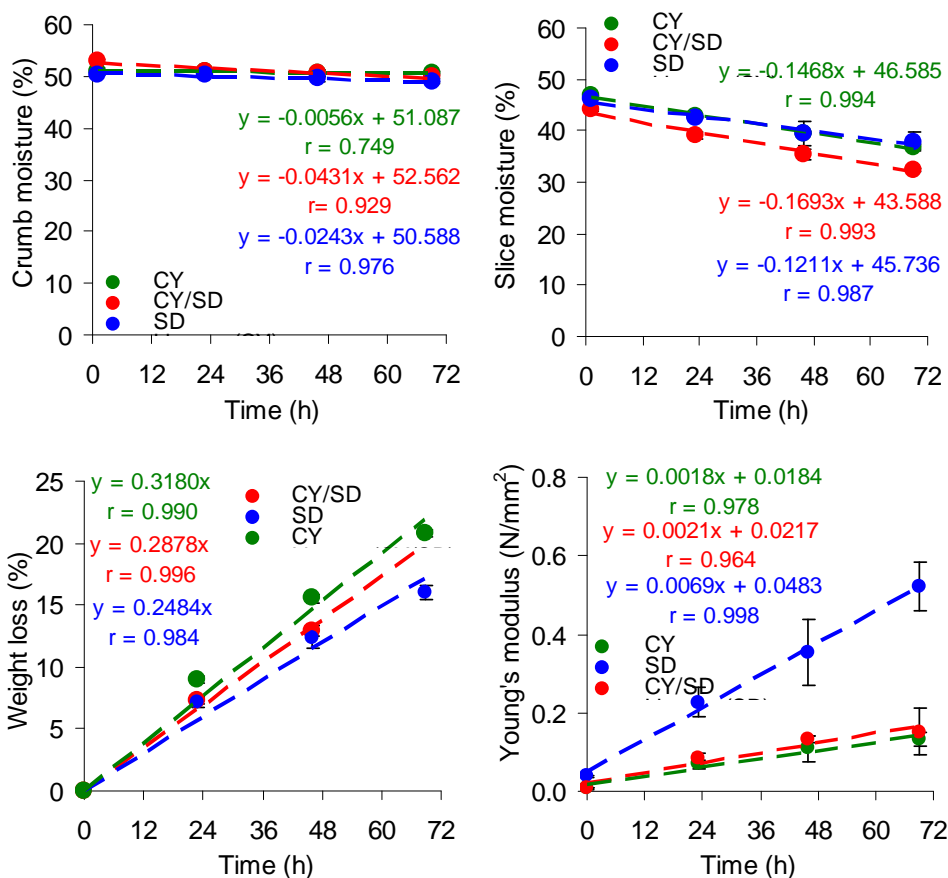 Crumb moisture (%)
60
50
40
30
20
10
0
y = -0.0056x + 51.087
r = 0.749
y = -0.0431x + 52.562
r= 0.929
y = -0.0243x + 50.588
r = 0.976
CY
CY/SD
SD
0 12 24 36 48 60 72
Time (h)
Slice moisture (%)
60
50
40
30
20
10
0
CY
CY/SD
SD
y = -0.1468x + 46.585
r = 0.994
y = -0.1693x + 43.588
r = 0.993
y = -0.1211x + 45.736
r = 0.987
0 12 24 36 48 60 72
Time (h)
Weight loss (%)
25
20
15
10
5
0
y = 0.3180x
r = 0.990
y = 0.2878x
r = 0.996
y = 0.2484x
r = 0.984
CY/SD
SD
CY
0 12 24 36 48 60 72
Time (h)
Young's modulus (N/mm²)
0.8
0.6
0.4
0.2
0.0
y = 0.0018x + 0.0184
r = 0.978
y = 0.0021x + 0.0217
r = 0.964
y = 0.0069x + 0.0483
r = 0.998
CY
SD
CY/SD
0 12 24 36 48 60 72
Time (h)